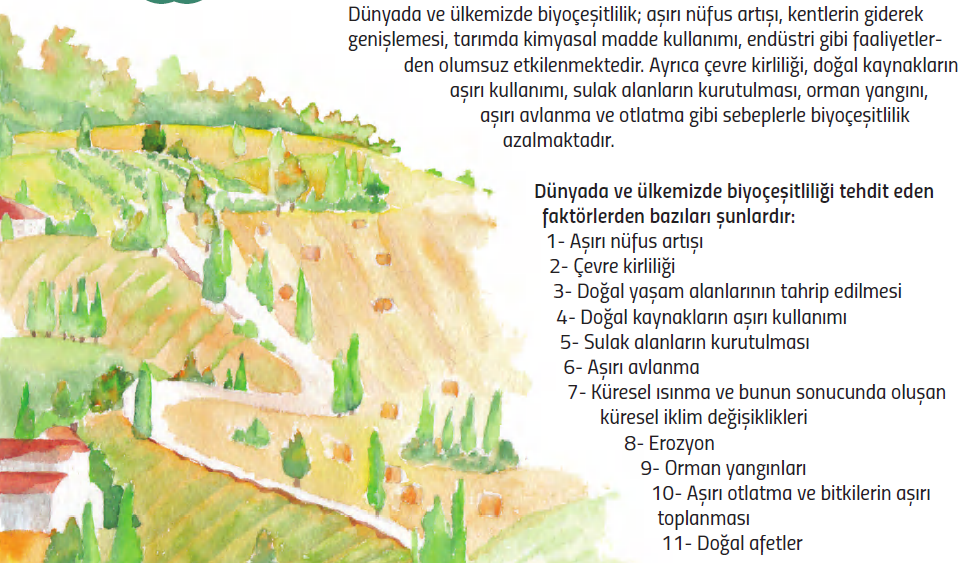 Dünyada ve ülkemizde biyoçeşitlilik; aşırı nüfus artışı, kentlerin giderek
genişlemesi, tarımda kimyasal madde kullanımı, endüstri gibi faaliyetler-
den olumsuz etkilenmektedir. Ayrıca çevre kirliliği, doğal kaynakların
aşırı kullanımı, sulak alanların kurutulması, orman yangını,
aşırı avlanma ve otlatma gibi sebeplerle biyoçeşitlilik
azalmaktadır.
Dünyada ve ülkemizde biyoçeşitliliği tehdit eden
faktörlerden bazıları şunlardır:
1- Aşırı nüfus artışı
2- Çevre kirliliği
3- Doğal yaşam alanlarının tahrip edilmesi
4- Doğal kaynakların aşırı kullanımı
5- Sulak alanların kurutulması
6- Aşırı avlanma
7- Küresel ısınma ve bunun sonucunda oluşan
küresel iklim değişiklikleri
8- Erozyon
9- Orman yangınları
10- Aşırı otlatma ve bitkilerin aşırı
toplanması
11- Doğal afetler